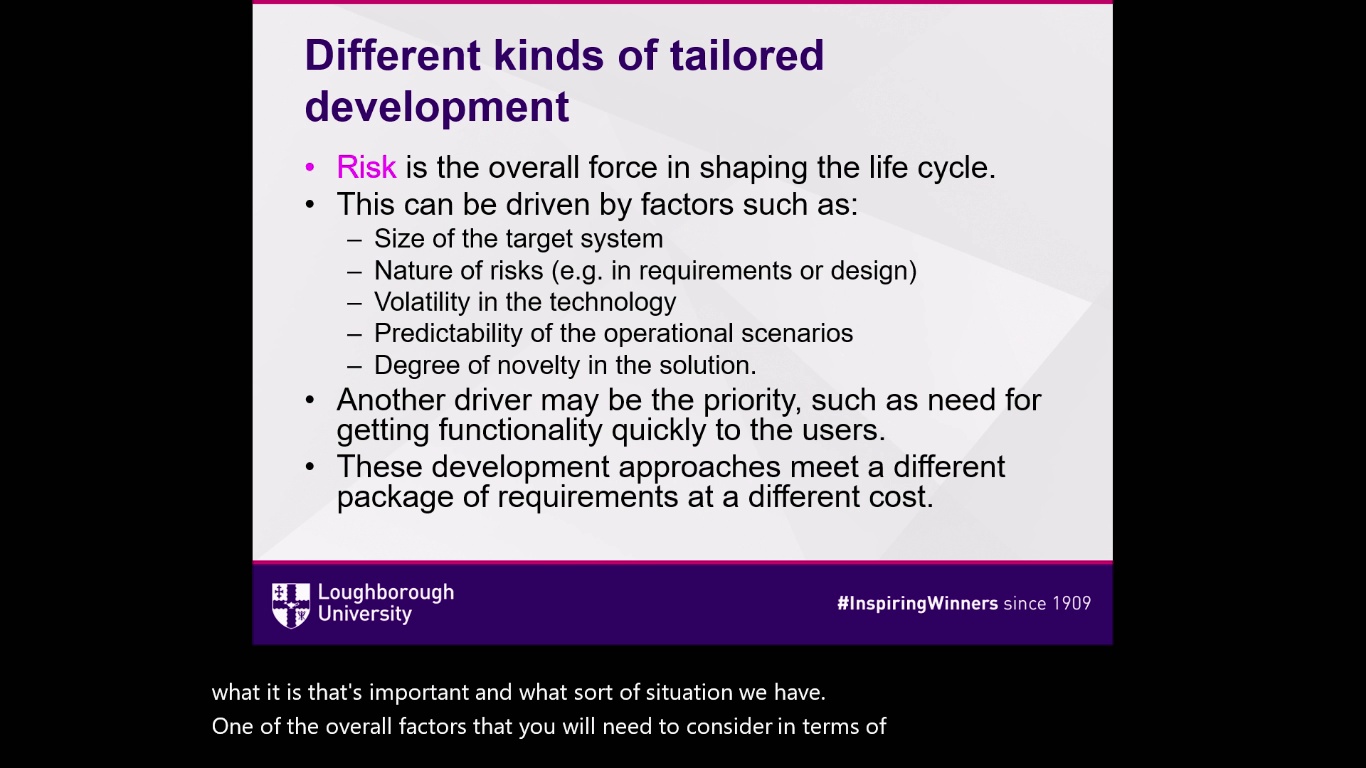 Different kinds of tailored
development
• Risk is the overall force in shaping the life cycle.
• This can be driven by factors such as:
– Size of the target system
– Nature of risks (e.g. in requirements or design)
– Volatility in the technology
– Predictability of the operational scenarios
– Degree of novelty in the solution.
• Another driver may be the priority, such as need for
getting functionality quickly to the users.
• These development approaches meet a different
package of requirements at a different cost.
Loughborough
University
#InspiringWinners since 1909
what it is that's important and what sort of situation we have.
One of the overall factors that you will need to consider in terms of